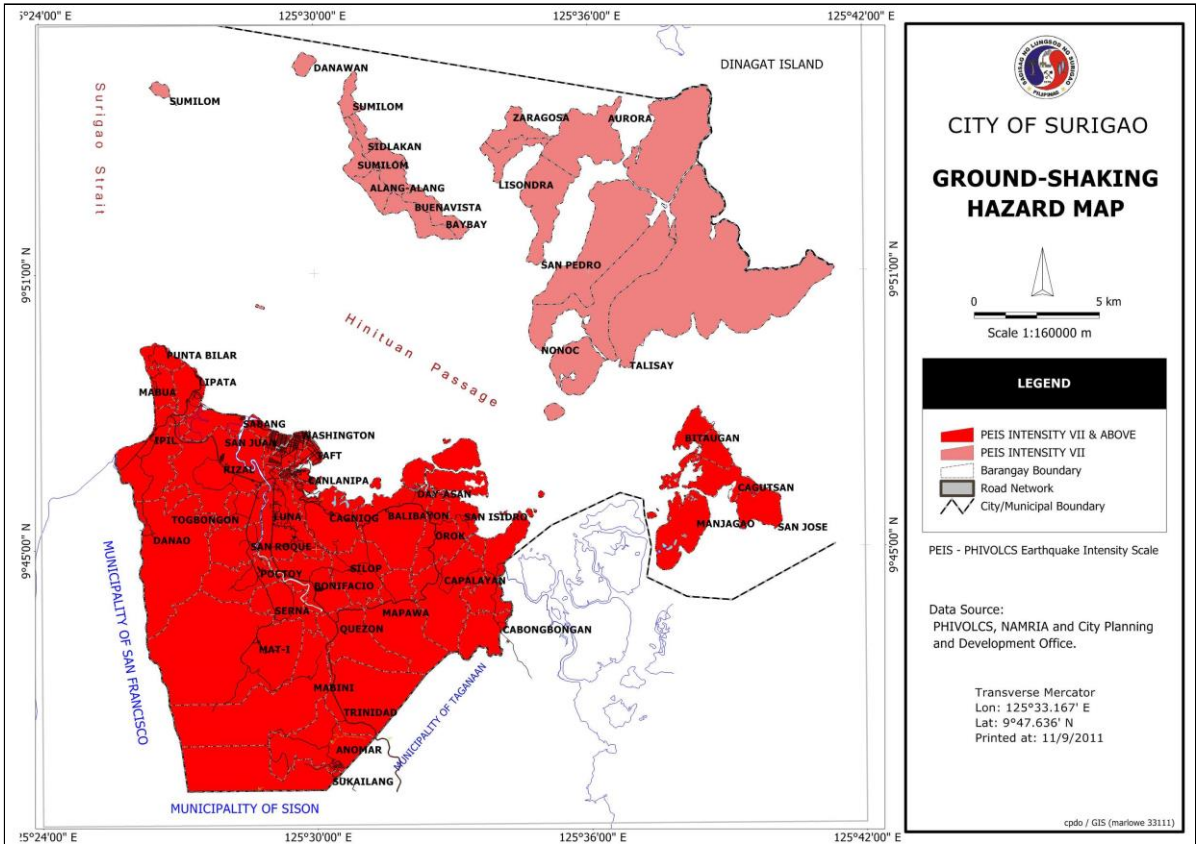 5°24'00" E
125°30'00" E
125°36'00" E
125°42'00" E
DINAGAT ISLAND
DANAWAN
SUMILOM
Surigao Strait
SUMILOM
ZARAGOSA
AURORA
SIDLAKAN
SUMILOM
ALANG-ALANG
LISONDRA
BUENAVISTA
BAYBAY
SAN PEDRO
9°51'00" N
9°51'00" N
Hinituan Passage
NONOC
TALISAY
PUNTA BILAR
LIPATA
MABUA
SABANG
WASHINGTON
IPIL
SAN JUAN
TAFT
RIZAL
CANLANIPA
BITAUGAN
DAY-ASAN
CAGUTSAN
TOGBONGON
LUNA
CAGNIOG
BALIBAYON
SAN ISIDRO
MANJAGAO
SAN JOSE
DANAO
OROK
SAN ROQUE
9°45'00" N
9°45'00" N
SILOP
POCTOY
BONIFACIO
CAPALAYAN
SERNA
MAPAWA
QUEZON
CABONGBONGAN
MAT-I
MUNICIPALITY OF SAN FRANCISCO
MABINI
TRINIDAD
MUNICIPALITY OF TAGANAAN
ANOMAR
SUKAILANG
MUNICIPALITY OF SISON
5°24'00" E
125°30'00" E
125°36'00" E
125°42'00" E
SAGISAG NG LUNGSOD NG SURIGAO
PILIPINAS
CITY OF SURIGAO
GROUND-SHAKING
HAZARD MAP
0 5 km
Scale 1:160000 m
LEGEND
PEIS INTENSITY VII & ABOVE
PEIS INTENSITY VII
Barangay Boundary
Road Network
City/Municipal Boundary
PEIS - PHIVOLCS Earthquake Intensity Scale
Data Source:
PHIVOLCS, NAMRIA and City Planning
and Development Office.
Transverse Mercator
Lon: 125°33.167' E
Lat: 9°47.636' N
Printed at: 11/9/2011
cpdo / GIS (marlowe 33111)